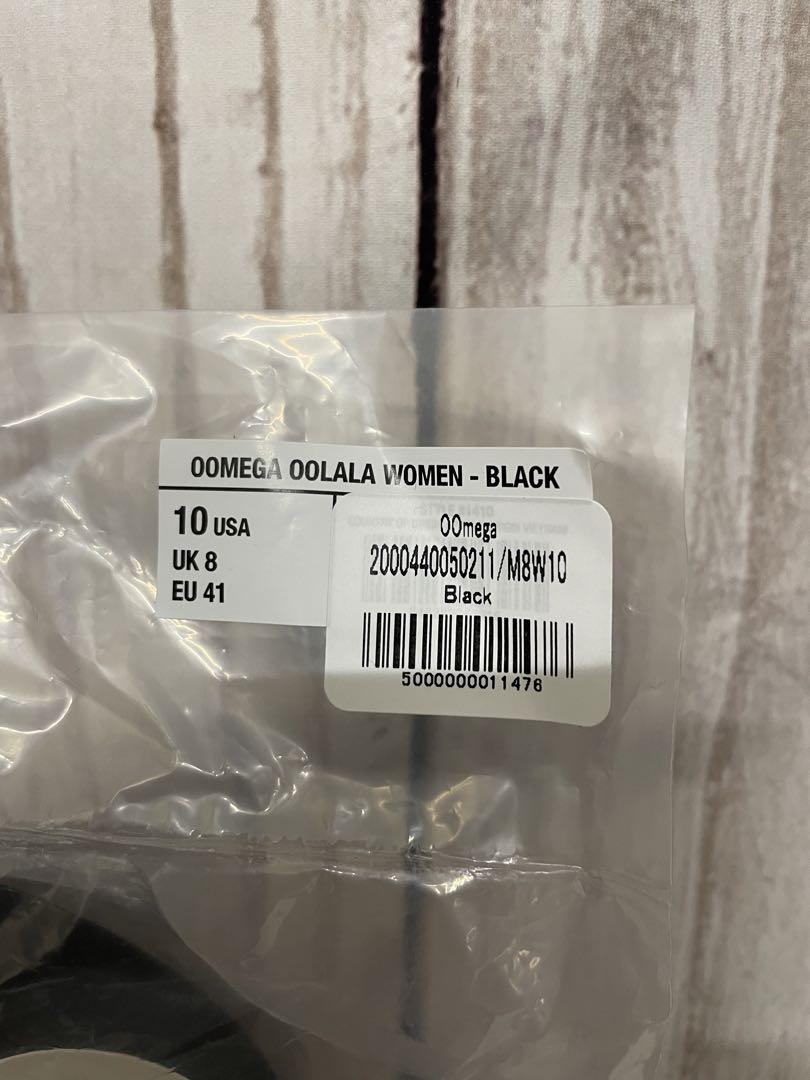 OOMEGA OOLALA WOMEN - BLACK
10 USA
UK 8
EU 41
OOmega
2000440050211/M8W10
Black
5000000011476